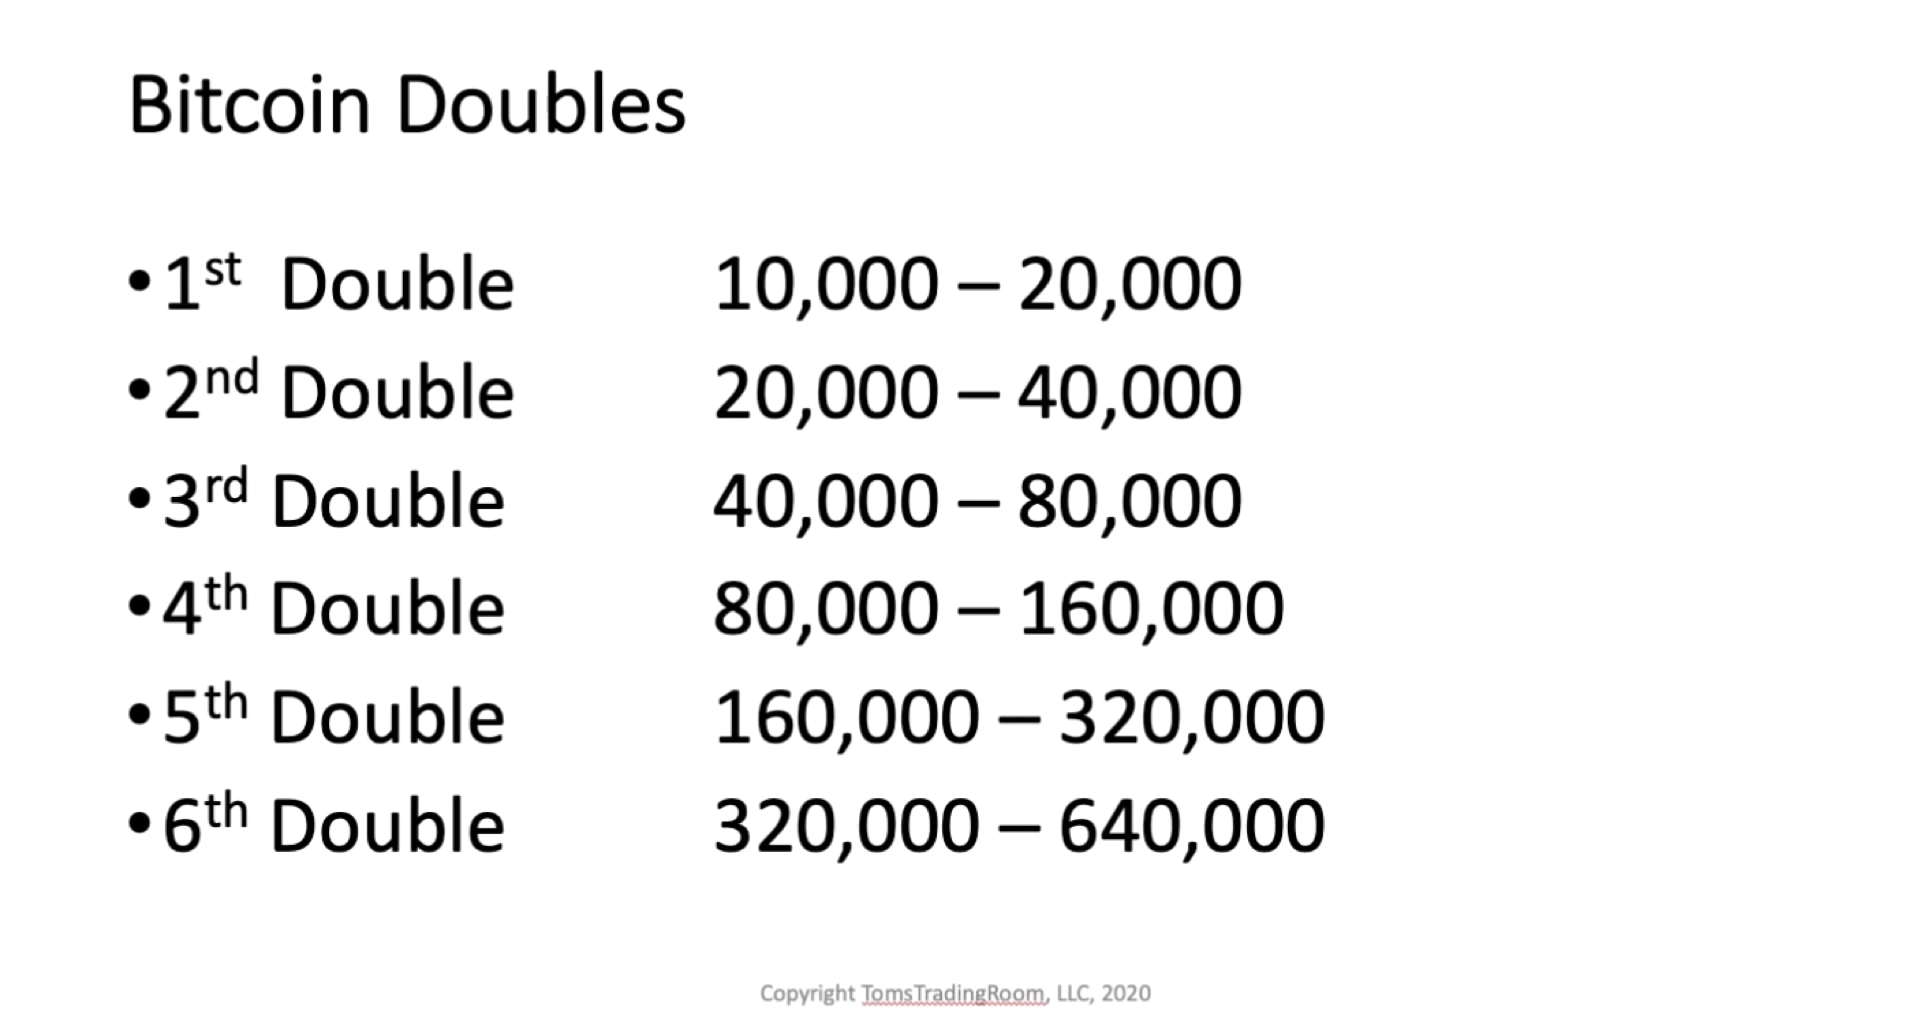 Bitcoin Doubles
•1st Double 10,000 – 20,000
•2nd Double 20,000 – 40,000
•3rd Double 40,000 – 80,000
•4th Double 80,000 – 160,000
•5th Double 160,000 – 320,000
•6th Double 320,000 – 640,000
Copyright TomsTradingRoom, LLC, 2020